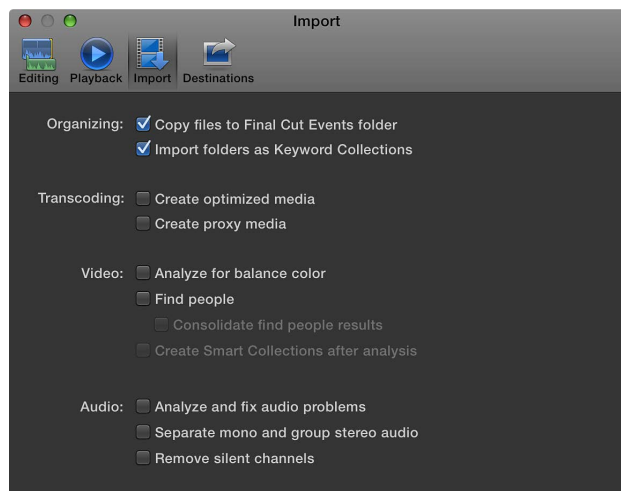 Import
Editing Playback Import Destinations
Organizing: Copy files to Final Cut Events folder
Import folders as Keyword Collections
Transcoding: Create optimized media
Create proxy media
Video: Analyze for balance color
Find people
Consolidate find people results
Create Smart Collections after analysis
Audio: Analyze and fix audio problems
Separate mono and group stereo audio
Remove silent channels